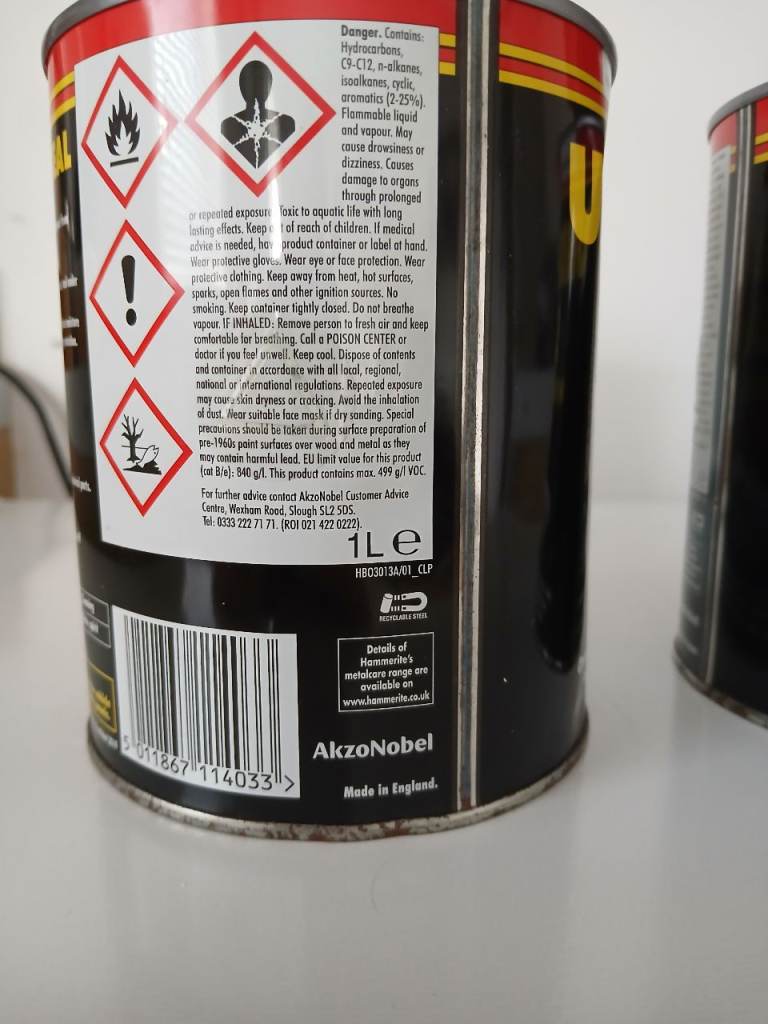 Danger. Contains:
Hydrocarbons,
C9-C12, n-alkanes,
isoalkanes, cyclic,
aromatics (2-25%).
Flammable liquid
and vapour. May
cause drowsiness or
dizziness. Causes
damage to organs
through prolonged
or repeated exposure. Toxic to aquatic life with long
lasting effects. Keep out of reach of children. If medical
advice is needed, have product container or label at hand.
Wear protective gloves. Wear eye or face protection. Wear
protective clothing. Keep away from heat, hot surfaces,
sparks, open flames and other ignition sources. No
smoking. Keep container tightly closed. Do not breathe
vapour. IF INHALED: Remove person to fresh air and keep
comfortable for breathing. Call a POISON CENTER or
doctor if you feel unwell. Keep cool. Dispose of contents
and container in accordance with all local, regional,
national or international regulations. Repeated exposure
may cause skin dryness or cracking. Avoid the inhalation
of dust. Wear suitable face mask if dry sanding. Special
precautions should be taken during surface preparation of
pre-1960s paint surfaces over wood and metal as they
may contain harmful lead. EU limit value for this product
(cat B/e): 840 g/l. This product contains max. 499 g/l VOC.
For further advice contact AkzoNobel Customer Advice
Centre, Wexham Road, Slough SL2 5DS.
Tel: 0333 222 71 71. (ROI 021 422 0222).
1L e
HBO3013A/01_CLP
RECYCLABLE STEEL
Details of
Hammerite's
metalcare range are
available on
www.hammerite.co.uk
5 011867 114033 >
AkzoNobel
Made in England.
AL
U